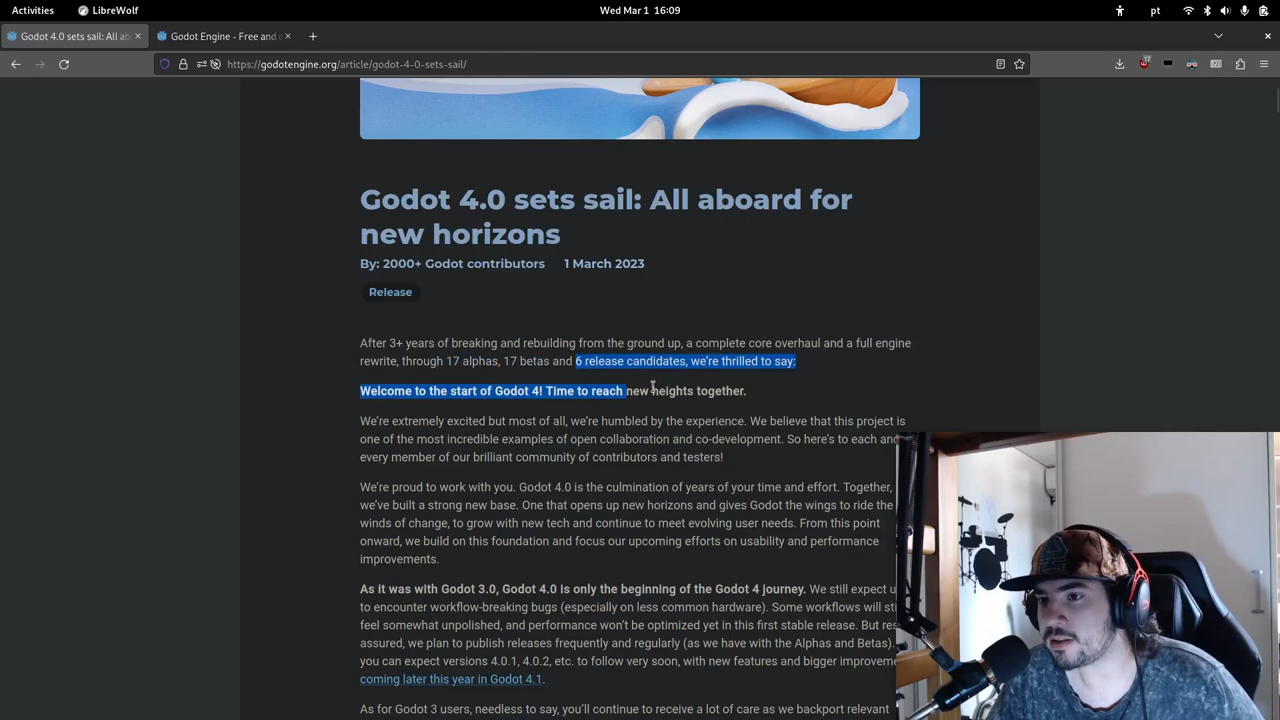 Activities LibreWolf Wed Mar 1 16:09 pt
Godot 4.0 sets sail: All ab Godot Engine - Free and o
https://godotengine.org/article/godot-4-0-sets-sail/
Godot 4.0 sets sail: All aboard for
new horizons
By: 2000+ Godot contributors 1 March 2023
Release
After 3+ years of breaking and rebuilding from the ground up, a complete core overhaul and a full engine
rewrite, through 17 alphas, 17 betas and 6 release candidates, we're thrilled to say:
Welcome to the start of Godot 4! Time to reach new heights together.
We're extremely excited but most of all, we're humbled by the experience. We believe that this project is
one of the most incredible examples of open collaboration and co-development. So here's to each and
every member of our brilliant community of contributors and testers!
We're proud to work with you. Godot 4.0 is the culmination of years of your time and effort. Together,
we've built a strong new base. One that opens up new horizons and gives Godot the wings to ride the
winds of change, to grow with new tech and continue to meet evolving user needs. From this point
onward, we build on this foundation and focus our upcoming efforts on usability and performance
improvements.
As it was with Godot 3.0, Godot 4.0 is only the beginning of the Godot 4 journey. We still expect
to encounter workflow-breaking bugs (especially on less common hardware). Some workflows will
feel somewhat unpolished, and performance won't be optimized yet in this first stable release. But
assured, we plan to publish releases frequently and regularly (as we have with the Alphas and Betas).
you can expect versions 4.0.1, 4.0.2, etc. to follow very soon, with new features and bigger
coming later this year in Godot 4.1.
As for Godot 3 users, needless to say, you'll continue to receive a lot of care as we backport relevant